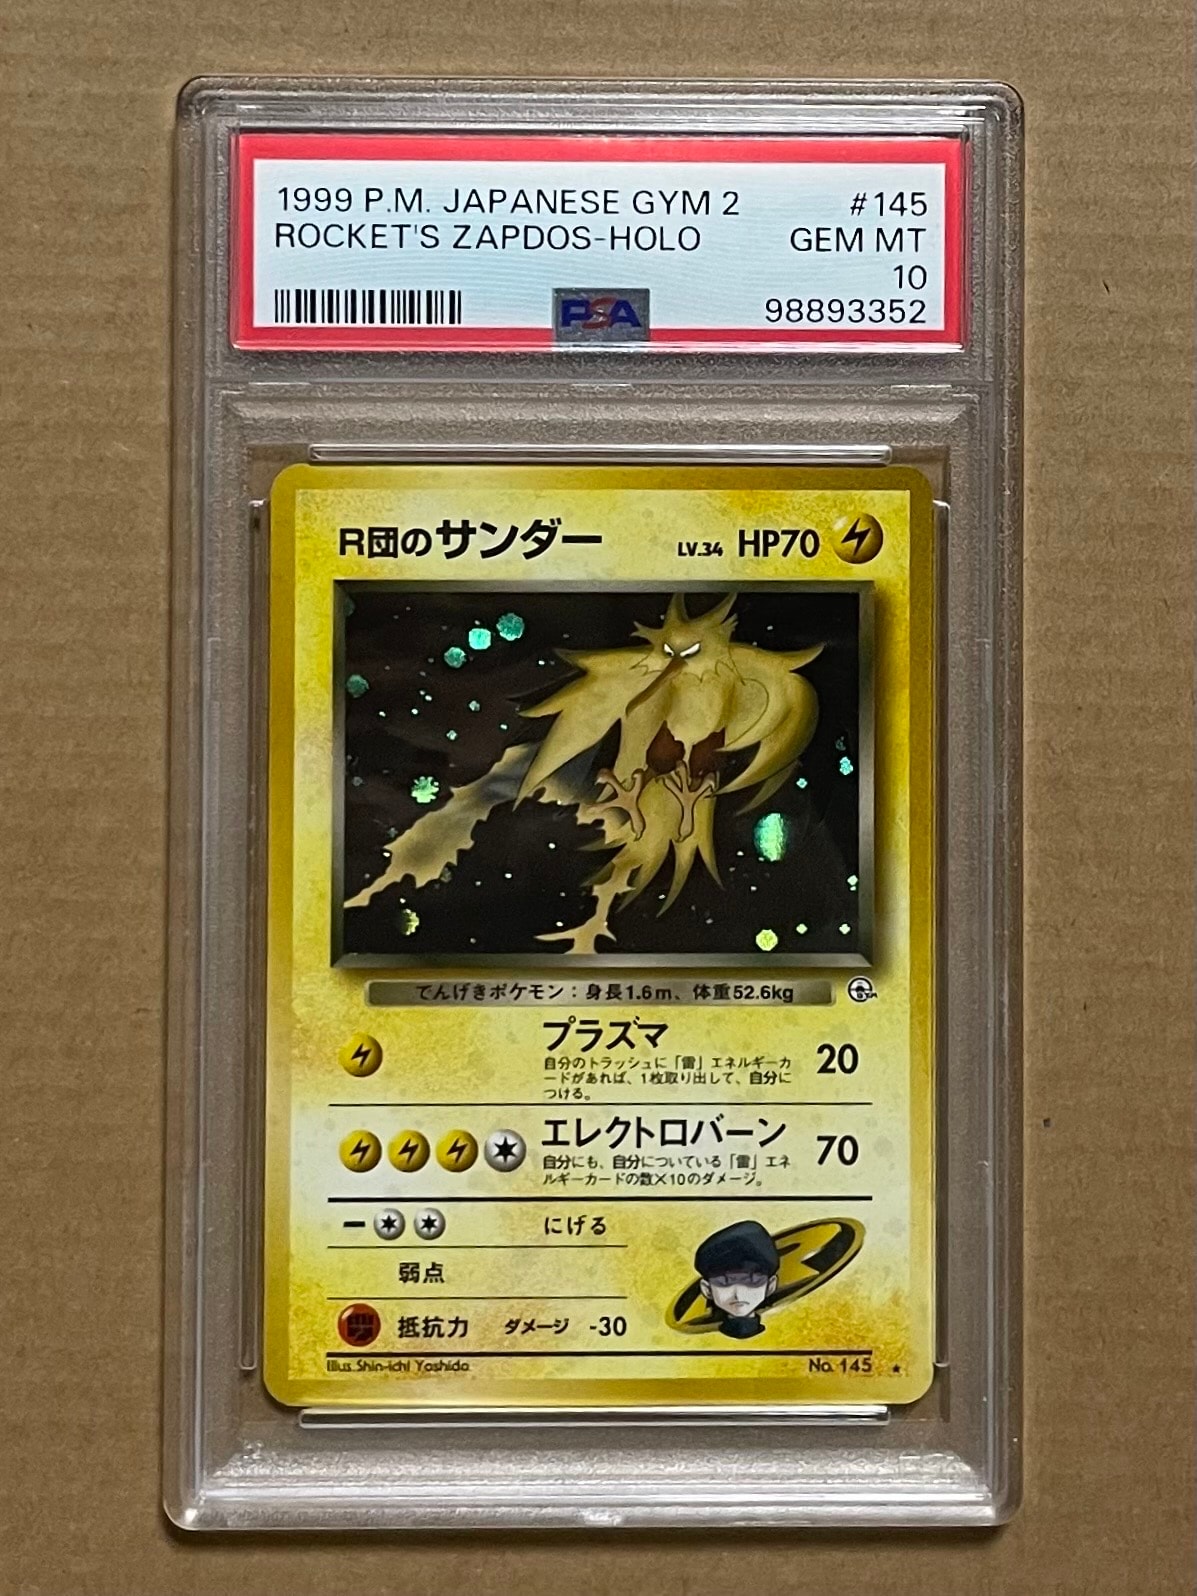 1999 P.M. JAPANESE GYM 2 #145
ROCKET'S ZAPDOS-HOLO GEM MT
10
PSA 98893352
R団のサンダー LV.34 HP70
でんげきポケモン：身長1.6m、体重52.6kg
GYM
プラズマ 20
自分のトラッシュに「雷」エネルギーカ
ードがあれば、1枚取り出して、自分に
つける。
エレクトロバーン 70
自分にも、自分についている「雷」エネ
ルギーカードの数×10のダメージ。
にげる
弱点
抵抗力 ダメージ -30
Illus. Shin-ichi Yoshida No. 145 ★